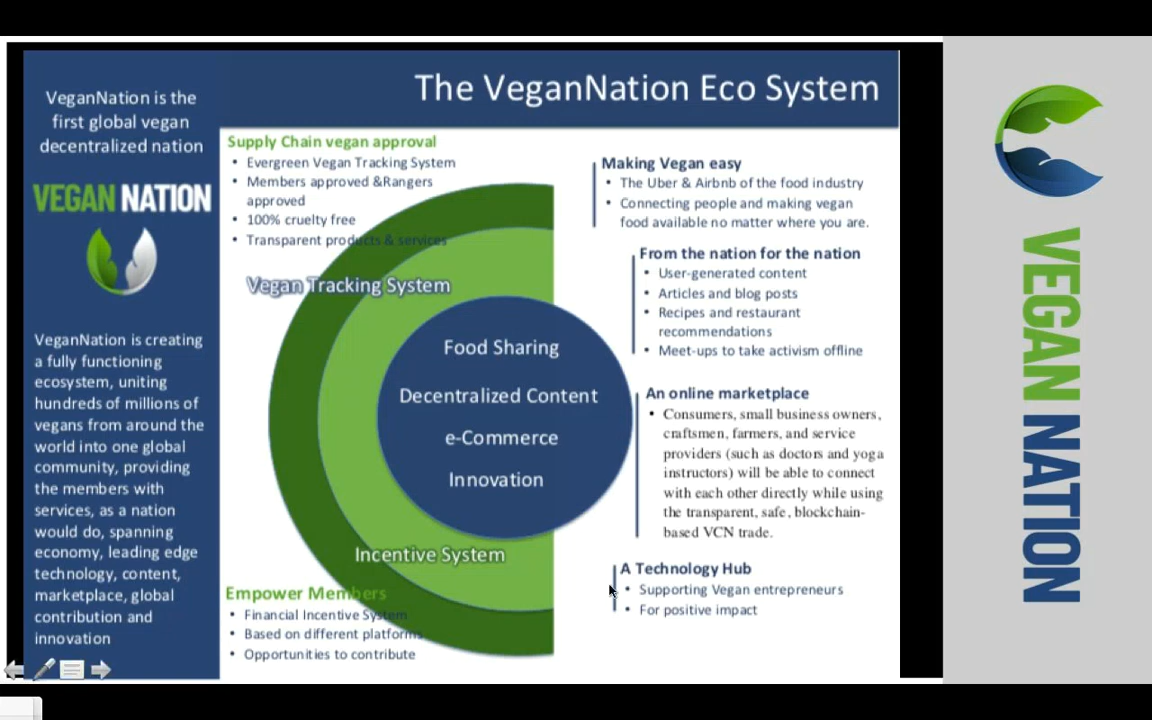 The VeganNation Eco System
VeganNation is the
first global vegan
decentralized nation
VEGAN NATION
VeganNation is creating
a fully functioning
ecosystem, uniting
hundreds of millions of
vegans from around the
world into one global
community, providing
the members with
services, as a nation
would do, spanning
economy, leading edge
technology, content,
marketplace, global
contribution and
innovation
Supply Chain vegan approval
• Evergreen Vegan Tracking System
• Members approved &Rangers
approved
• 100% cruelty free
• Transparent products & services
Vegan Tracking System
Food Sharing
Decentralized Content
e-Commerce
Innovation
Incentive System
Empower Members
• Financial Incentive System
• Based on different platforms
• Opportunities to contribute
Making Vegan easy
• The Uber & Airbnb of the food industry
• Connecting people and making vegan
food available no matter where you are.
From the nation for the nation
• User-generated content
• Articles and blog posts
• Recipes and restaurant
recommendations
• Meet-ups to take activism offline
An online marketplace
• Consumers, small business owners,
craftsmen, farmers, and service
providers (such as doctors and yoga
instructors) will be able to connect
with each other directly while using
the transparent, safe, blockchain-
based VCN trade.
A Technology Hub
• Supporting Vegan entrepreneurs
• For positive impact
VEGAN NATION